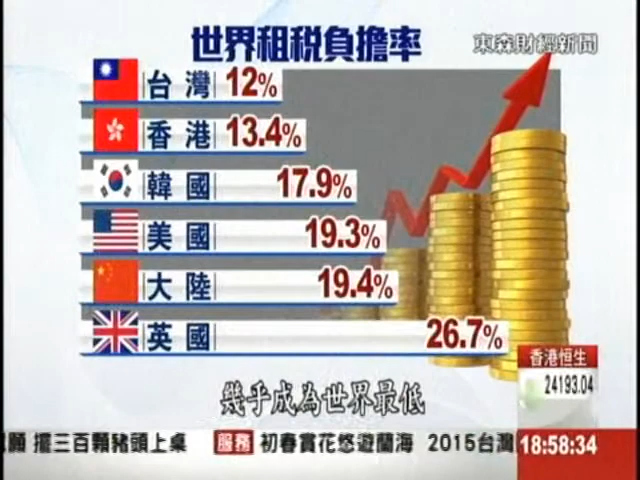 世界租稅負擔率
東森財經新聞
台灣 12%
香港 13.4%
韓國 17.9%
美國 19.3%
大陸 19.4%
英國 26.7%
香港恒生
24193.04
幾乎成為世界最低
願 擺三百顆豬頭上桌 服務 初春賞花悠遊蘭海 2015台灣
18:58:34